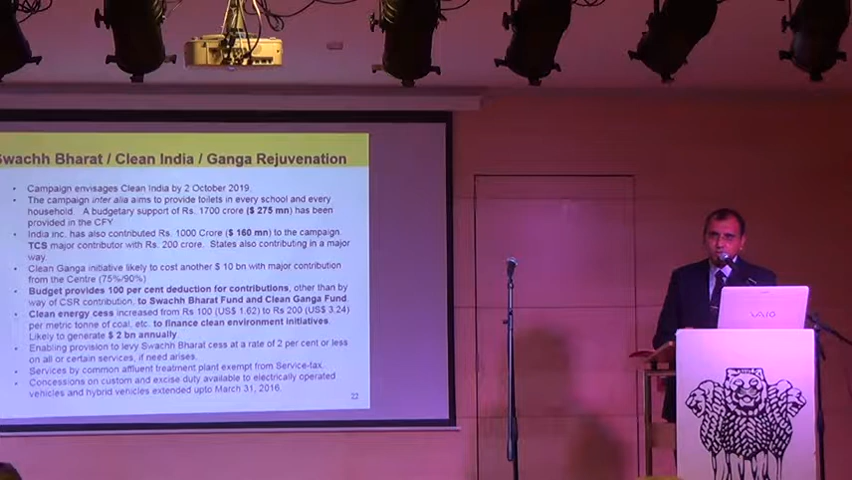 Swachh Bharat / Clean India / Ganga Rejuvenation
• Campaign envisages Clean India by 2 October 2019.
• The campaign inter alia aims to provide toilets in every school and every
household. A budgetary support of Rs. 1700 crore ($ 275 mn) has been
provided in the CFY
• India Inc. has also contributed Rs. 1000 Crore ($ 160 mn) to the campaign.
TCS major contributor with Rs. 200 crore. States also contributing in a major
way.
• Clean Ganga initiative likely to cost another $ 10 bn with major contribution
from the Centre (75%/90%)
• Budget provides 100 per cent deduction for contributions, other than by
way of CSR contribution, to Swachh Bharat Fund and Clean Ganga Fund.
• Clean energy cess increased from Rs 100 (US$ 1.62) to Rs 200 (US$ 3.24)
per metric tonne of coal, etc. to finance clean environment initiatives.
Likely to generate $ 2 bn annually
• Enabling provision to levy Swachh Bharat cess at a rate of 2 per cent or less
on all or certain services, if need arises.
• Services by common affluent treatment plant exempt from Service-tax.
• Concessions on custom and excise duty available to electrically operated
vehicles and hybrid vehicles extended upto March 31, 2016.
22
VAIO